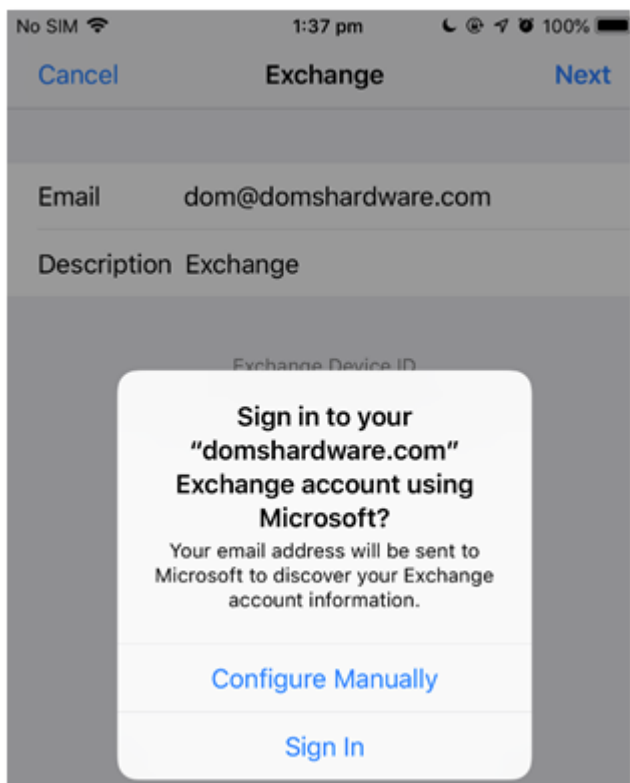 No SIM 1:37 pm 100%
Cancel Exchange Next
Email dom@domshardware.com
Description Exchange
Exchange Device ID
Sign in to your
“domshardware.com”
Exchange account using
Microsoft?
Your email address will be sent to
Microsoft to discover your Exchange
account information.
Configure Manually
Sign In